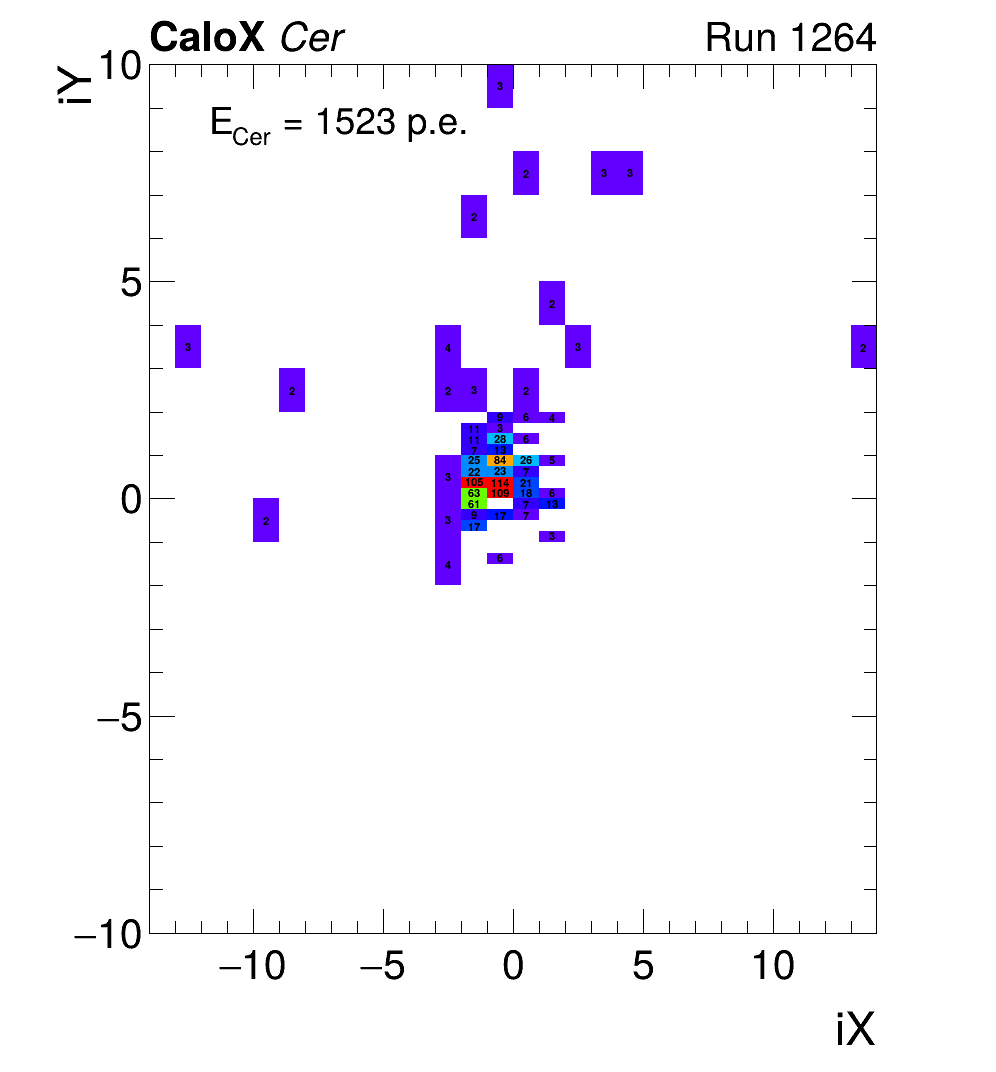 CaloX Cer Run 1264
iY
10
3
E_Cer = 1523 p.e.
2 3 3
2
5
2
3 4 3 2
2 2 3 2
9 6 4
11 3
11 28 6
7 13
25 84 26 5
3 22 23 7
105 114 21
0 63 109 18 6
61 7 13
2 3 9 17 7
17
3
6
4
−5
−10
−10 −5 0 5 10
iX